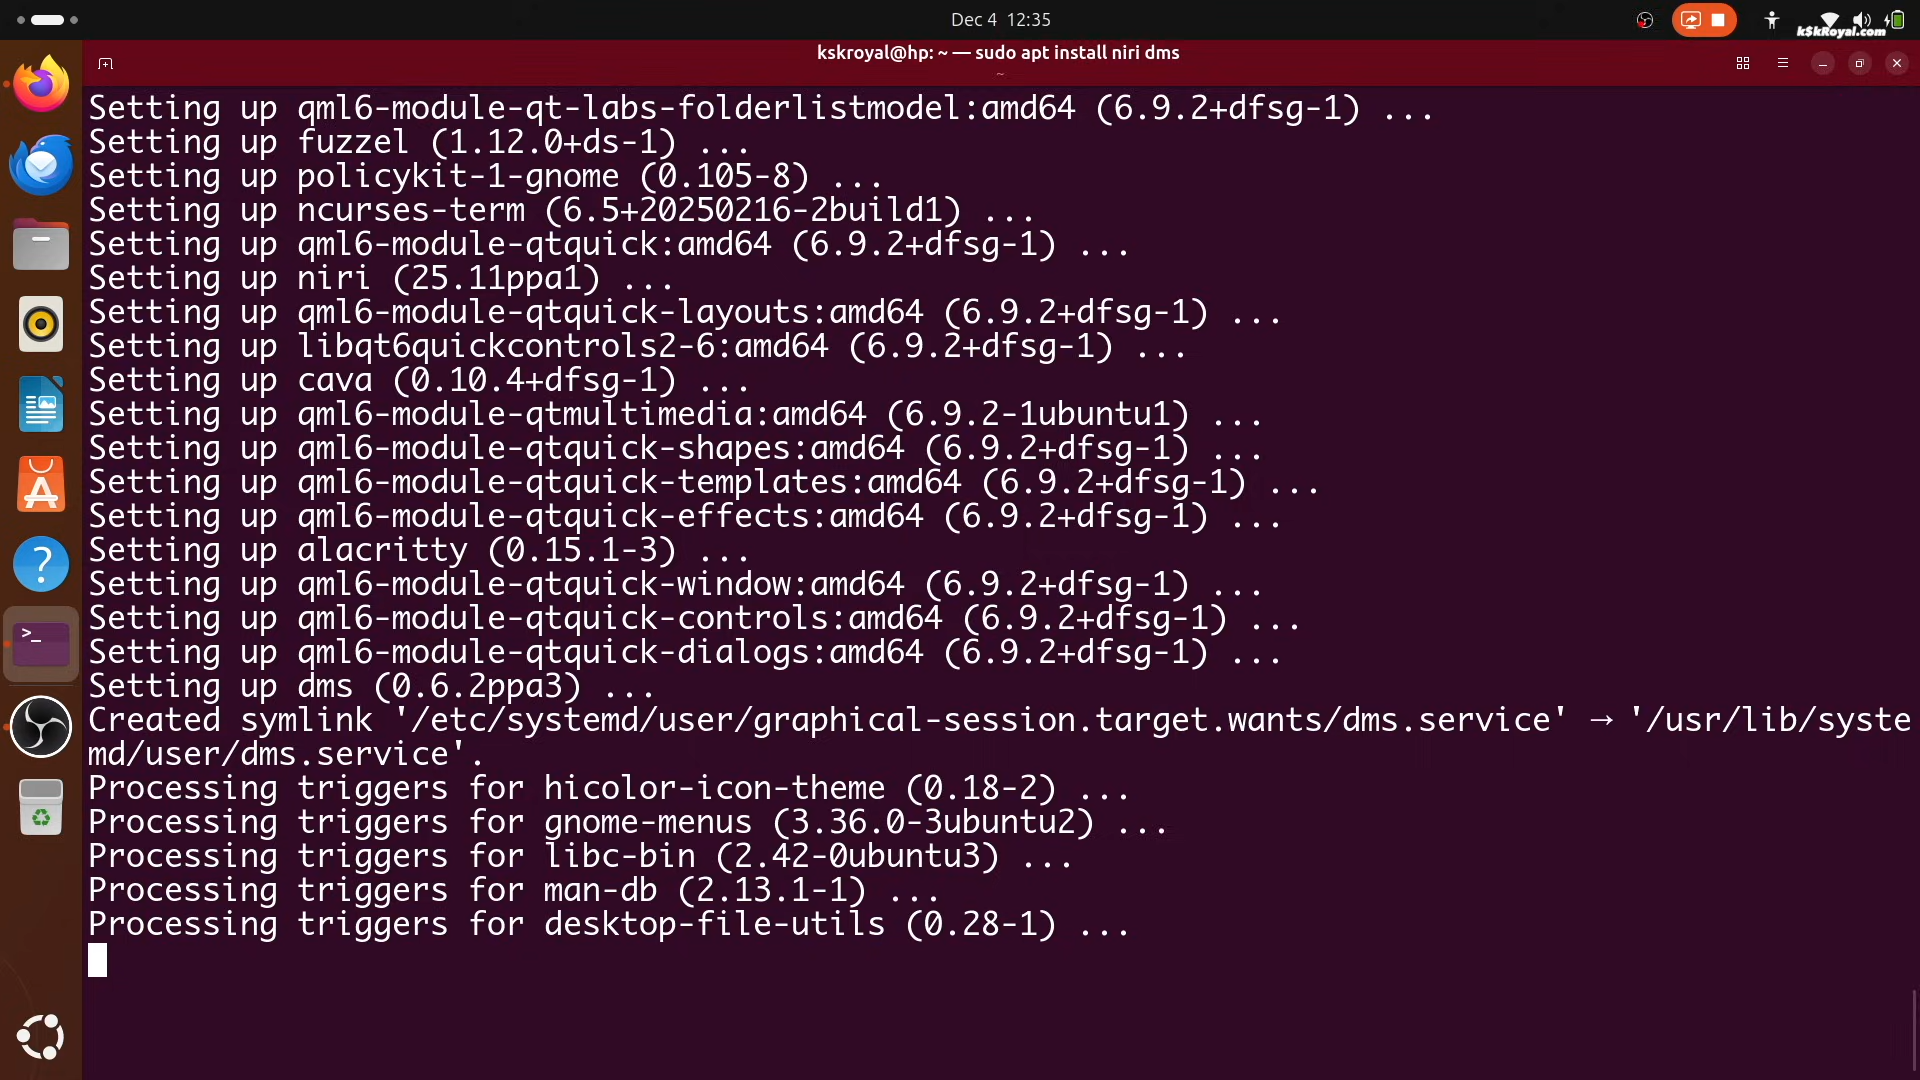 Dec 4 12:35
k$kRoyal.com
kskroyal@hp: ~ — sudo apt install niri dms
~
Setting up qml6-module-qt-labs-folderlistmodel:amd64 (6.9.2+dfsg-1) ...
Setting up fuzzel (1.12.0+ds-1) ...
Setting up policykit-1-gnome (0.105-8) ...
Setting up ncurses-term (6.5+20250216-2build1) ...
Setting up qml6-module-qtquick:amd64 (6.9.2+dfsg-1) ...
Setting up niri (25.11ppa1) ...
Setting up qml6-module-qtquick-layouts:amd64 (6.9.2+dfsg-1) ...
Setting up libqt6quickcontrols2-6:amd64 (6.9.2+dfsg-1) ...
Setting up cava (0.10.4+dfsg-1) ...
Setting up qml6-module-qtmultimedia:amd64 (6.9.2-1ubuntu1) ...
Setting up qml6-module-qtquick-shapes:amd64 (6.9.2+dfsg-1) ...
Setting up qml6-module-qtquick-templates:amd64 (6.9.2+dfsg-1) ...
Setting up qml6-module-qtquick-effects:amd64 (6.9.2+dfsg-1) ...
Setting up alacritty (0.15.1-3) ...
Setting up qml6-module-qtquick-window:amd64 (6.9.2+dfsg-1) ...
Setting up qml6-module-qtquick-controls:amd64 (6.9.2+dfsg-1) ...
Setting up qml6-module-qtquick-dialogs:amd64 (6.9.2+dfsg-1) ...
Setting up dms (0.6.2ppa3) ...
Created symlink '/etc/systemd/user/graphical-session.target.wants/dms.service' → '/usr/lib/syste
md/user/dms.service'.
Processing triggers for hicolor-icon-theme (0.18-2) ...
Processing triggers for gnome-menus (3.36.0-3ubuntu2) ...
Processing triggers for libc-bin (2.42-0ubuntu3) ...
Processing triggers for man-db (2.13.1-1) ...
Processing triggers for desktop-file-utils (0.28-1) ...